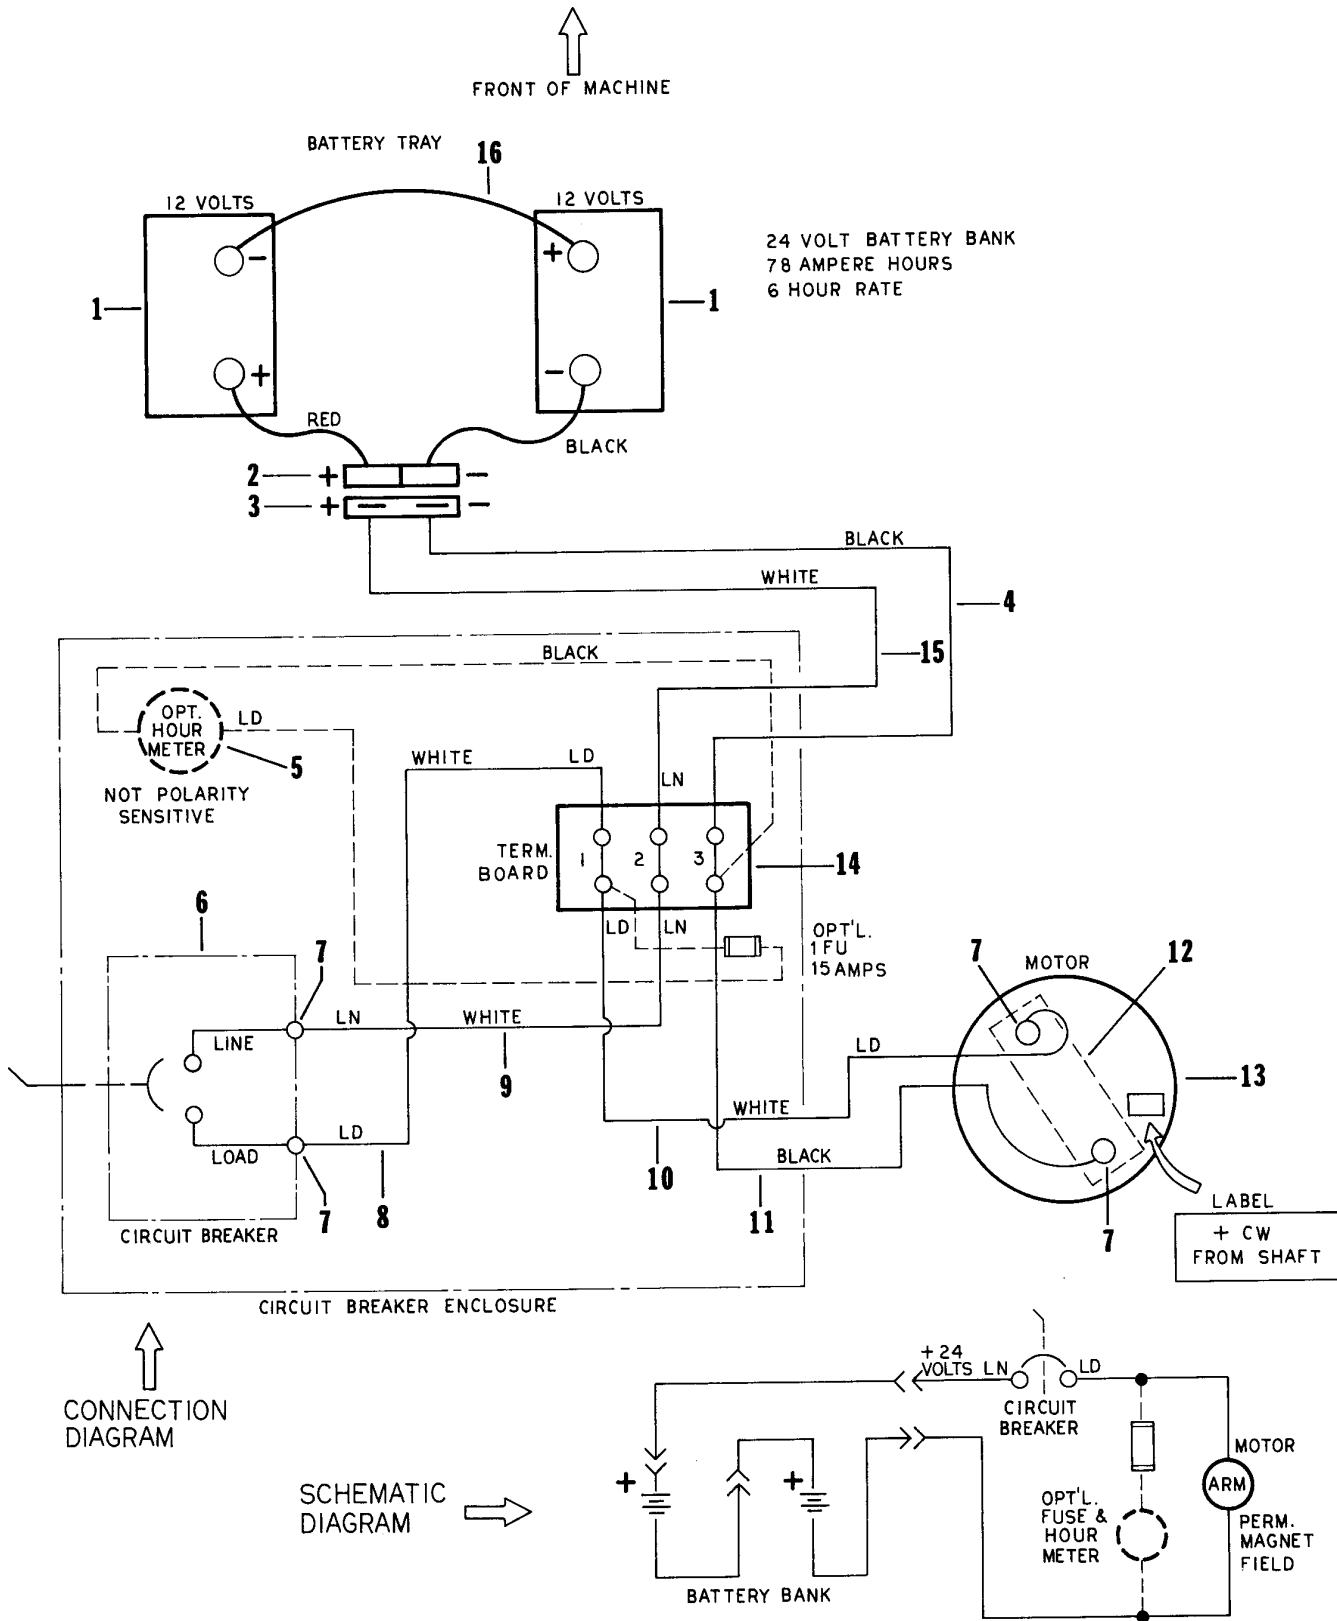 FRONT OF MACHINE
BATTERY TRAY
16
12 VOLTS
12 VOLTS
24 VOLT BATTERY BANK
78 AMPERE HOURS
6 HOUR RATE
-
+
1
1
+
-
RED
BLACK
2
+
-
3
+
-
BLACK
WHITE
4
15
BLACK
OPT.
HOUR
METER
LD
5
NOT POLARITY
SENSITIVE
WHITE
LD
LN
TERM.
BOARD
1
2
3
14
LD
LN
OPT'L.
1 FU
15 AMPS
6
7
LINE
LN
WHITE
9
LOAD
LD
7
8
CIRCUIT BREAKER
7
MOTOR
12
LD
13
WHITE
10
BLACK
11
7
LABEL
+ CW
FROM SHAFT
CIRCUIT BREAKER ENCLOSURE
CONNECTION
DIAGRAM
SCHEMATIC
DIAGRAM
+24
VOLTS
LN
LD
CIRCUIT
BREAKER
+
+
BATTERY BANK
OPT'L.
FUSE &
HOUR
METER
MOTOR
ARM
PERM.
MAGNET
FIELD